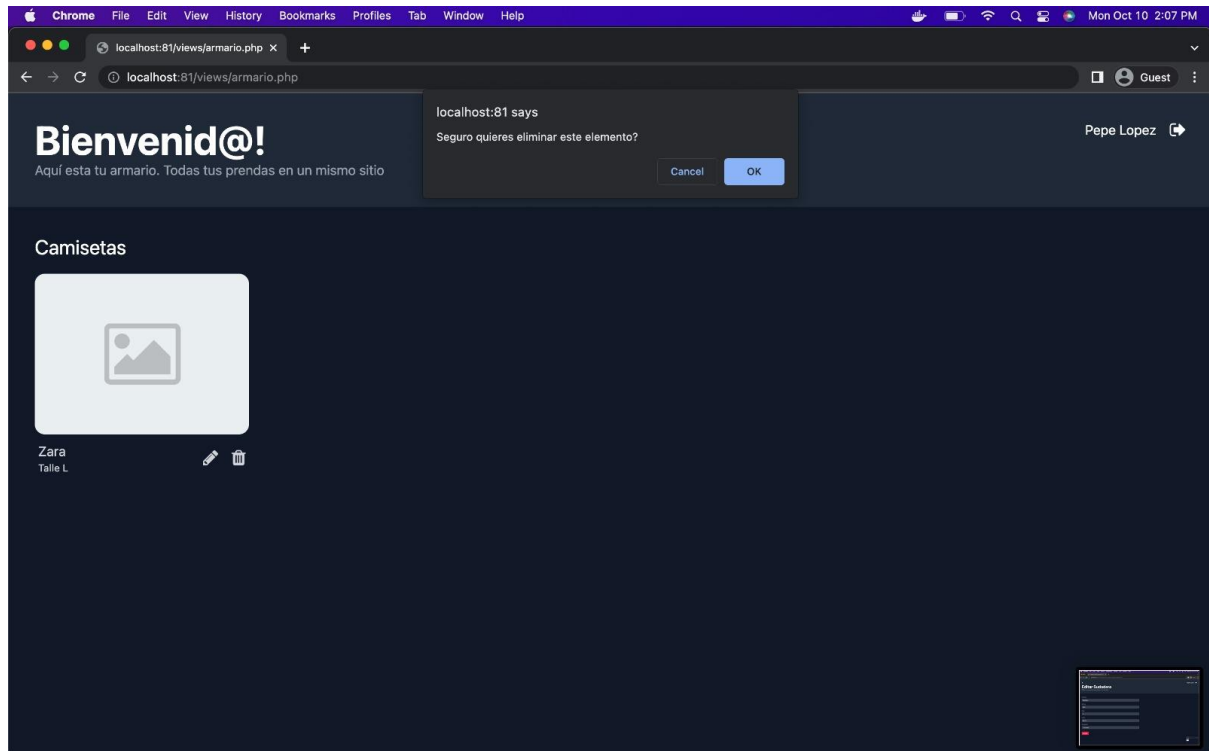 Chrome File Edit View History Bookmarks Profiles Tab Window Help Mon Oct 10 2:07 PM
localhost:81/views/armario.php
localhost:81/views/armario.php Guest
localhost:81 says
Seguro quieres eliminar este elemento?
Cancel OK
Bienvenid@!
Aquí esta tu armario. Todas tus prendas en un mismo sitio
Pepe Lopez
Camisetas
Zara
Talle L